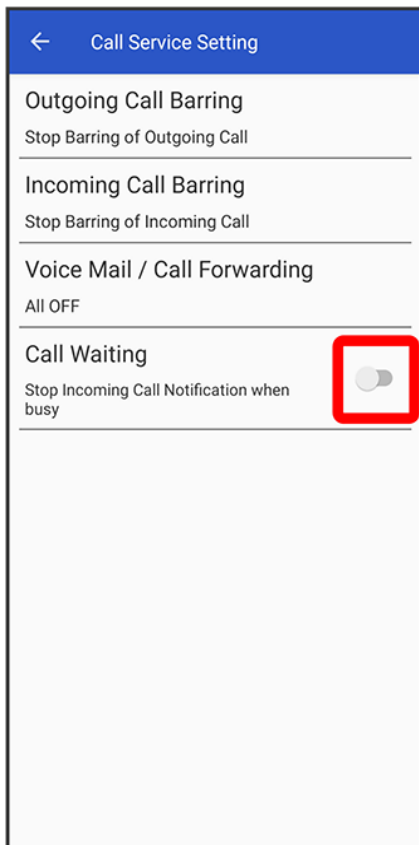 Call Service Setting
Outgoing Call Barring
Stop Barring of Outgoing Call
Incoming Call Barring
Stop Barring of Incoming Call
Voice Mail / Call Forwarding
All OFF
Call Waiting
Stop Incoming Call Notification when
busy